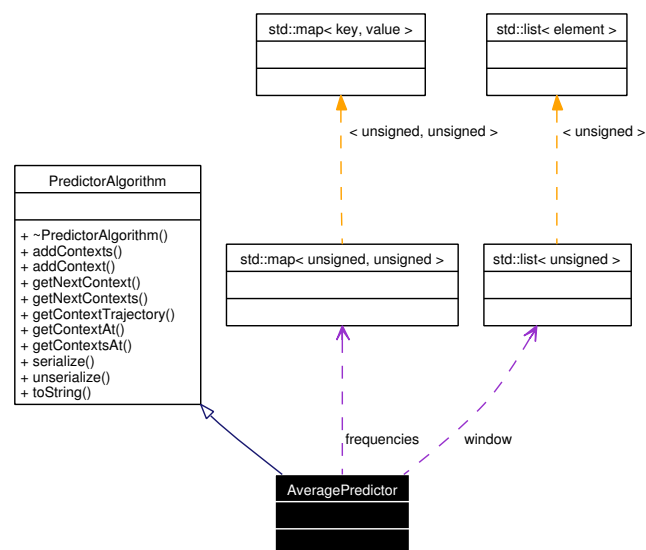 std::map< key, value >
std::list< element >
< unsigned, unsigned >
< unsigned >
PredictorAlgorithm
+ ~PredictorAlgorithm()
+ addContexts()
+ addContext()
+ getNextContext()
+ getNextContexts()
+ getContextTrajectory()
+ getContextAt()
+ getContextsAt()
+ serialize()
+ unserialize()
+ toString()
std::map< unsigned, unsigned >
std::list< unsigned >
frequencies
window
AveragePredictor